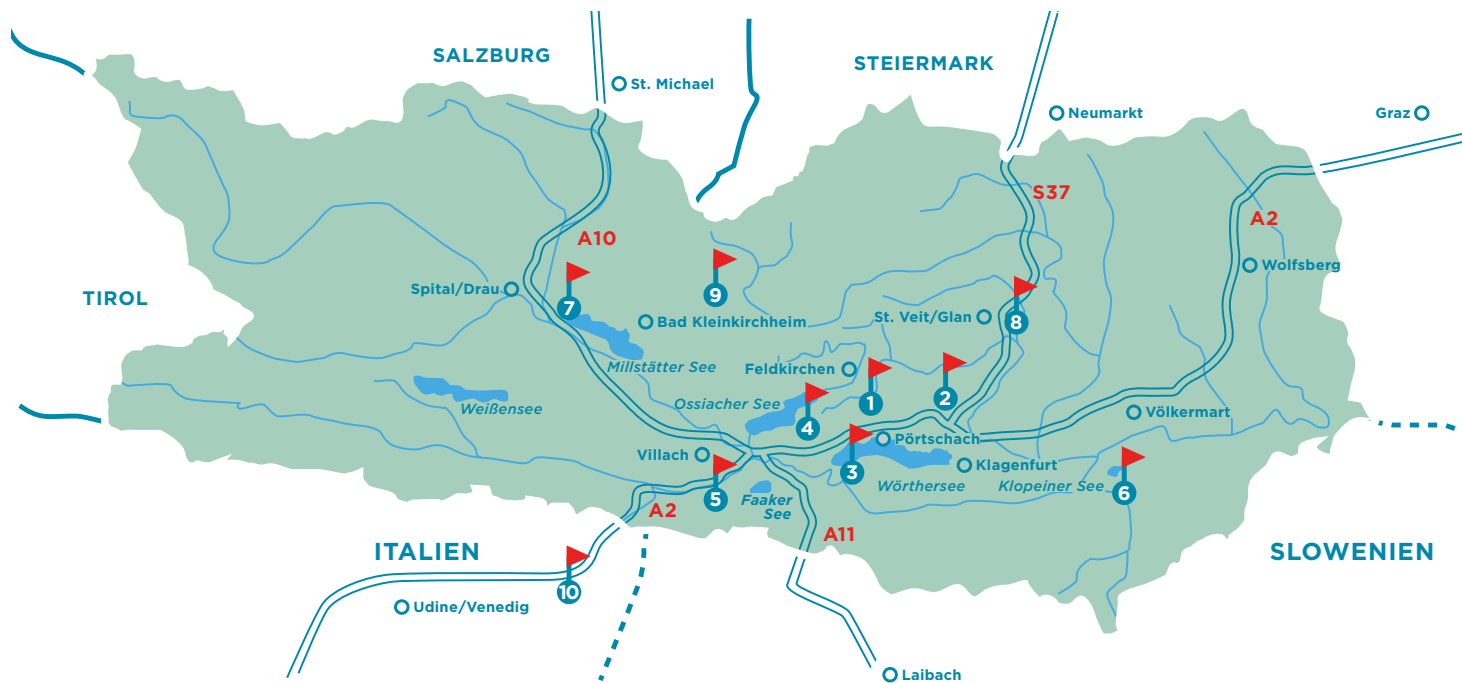 SALZBURG
STEIERMARK
St. Michael
Neumarkt
Graz
S37
A2
A10
Wolfsberg
Spital/Drau
TIROL
7
9
8
St. Veit/Glan
Bad Kleinkirchheim
Millstätter See
Feldkirchen
Weißensee
Ossiacher See
1
2
4
Völkermart
Pörtschach
Villach
3
Klagenfurt
Wörthersee
Klopeiner See
6
5
Faaker
See
A2
A11
ITALIEN
SLOWENIEN
10
Udine/Venedig
Laibach